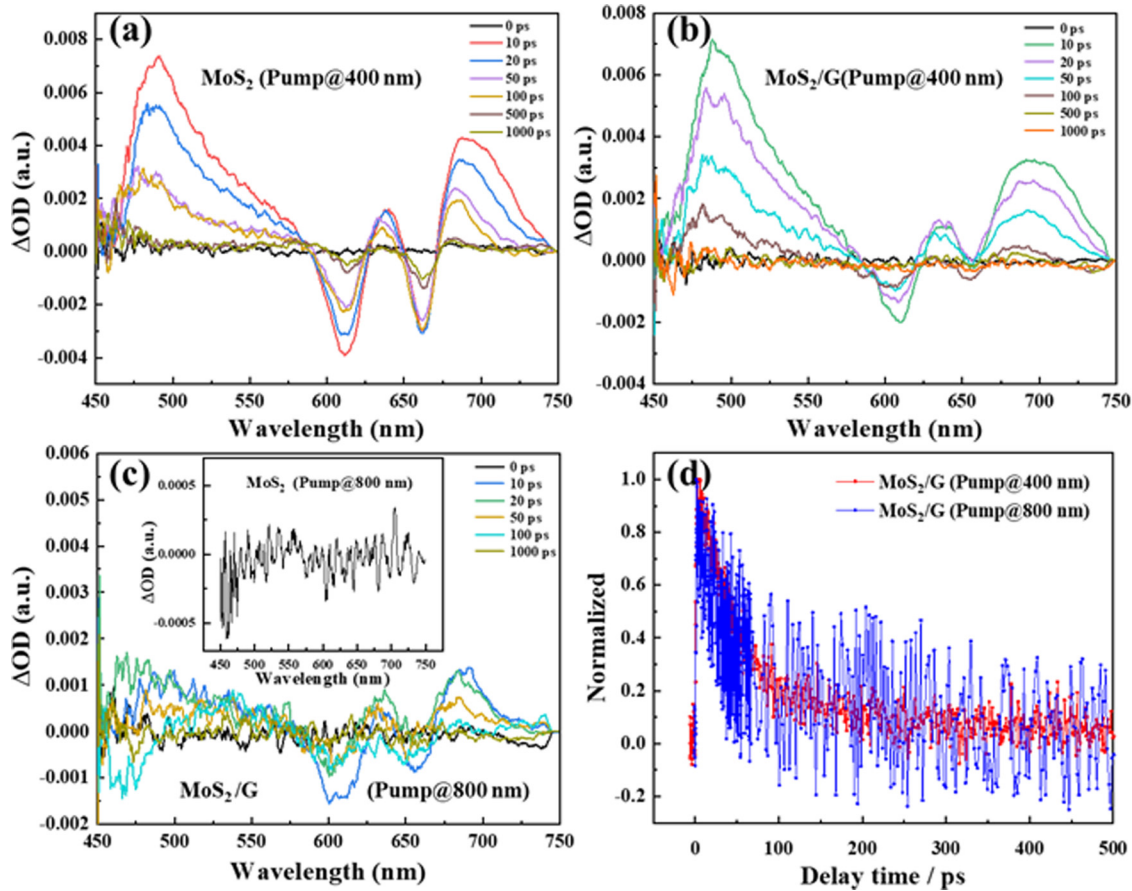 (a)
MoS2 (Pump@400 nm)
0 ps
10 ps
20 ps
50 ps
100 ps
500 ps
1000 ps
0.008
0.006
0.004
0.002
0.000
-0.002
-0.004
ΔOD (a.u.)
450 500 550 600 650 700 750
Wavelength (nm)
(b)
MoS2/G(Pump@400 nm)
0 ps
10 ps
20 ps
50 ps
100 ps
500 ps
1000 ps
0.008
0.006
0.004
0.002
0.000
-0.002
-0.004
ΔOD (a.u.)
450 500 550 600 650 700 750
Wavelength (nm)
(c)
0 ps
10 ps
20 ps
50 ps
100 ps
1000 ps
0.006
0.005
0.004
0.003
0.002
0.001
0.000
-0.001
-0.002
ΔOD (a.u.)
MoS2 (Pump@800 nm)
0.0005
0.0000
-0.0005
ΔOD (a.u.)
450 500 550 600 650 700 750
Wavelength (nm)
MoS2/G (Pump@800 nm)
450 500 550 600 650 700 750
Wavelength (nm)
(d)
MoS2/G (Pump@400 nm)
MoS2/G (Pump@800 nm)
1.0
0.8
0.6
0.4
0.2
0.0
-0.2
Normalized
0 100 200 300 400 500
Delay time / ps